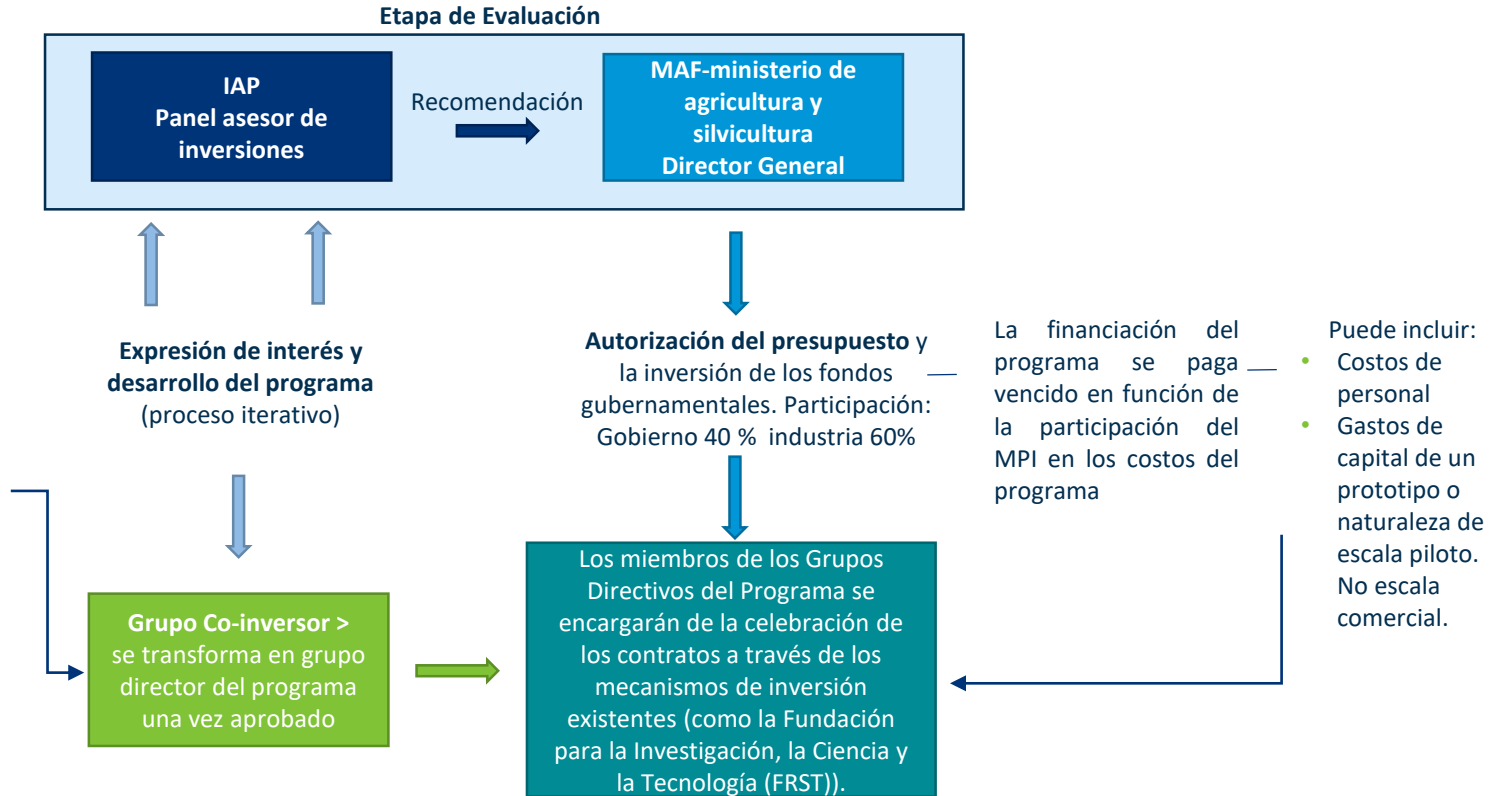 Etapa de Evaluación
IAP
Panel asesor de
inversiones
Recomendación
MAF-ministerio de
agricultura y
silvicultura
Director General
Expresión de interés y
desarrollo del programa
(proceso iterativo)
Autorización del presupuesto y
la inversión de los fondos
gubernamentales. Participación:
Gobierno 40 % industria 60%
La financiación del
programa se paga
vencido en función de
la participación del
MPI en los costos del
programa
Puede incluir:
• Costos de
personal
• Gastos de
capital de un
prototipo o
naturaleza de
escala piloto.
No escala
comercial.
Grupo Co-inversor >
se transforma en grupo
director del programa
una vez aprobado
Los miembros de los Grupos
Directivos del Programa se
encargarán de la celebración de
los contratos a través de los
mecanismos de inversión
existentes (como la Fundación
para la Investigación, la Ciencia y
la Tecnología (FRST)).